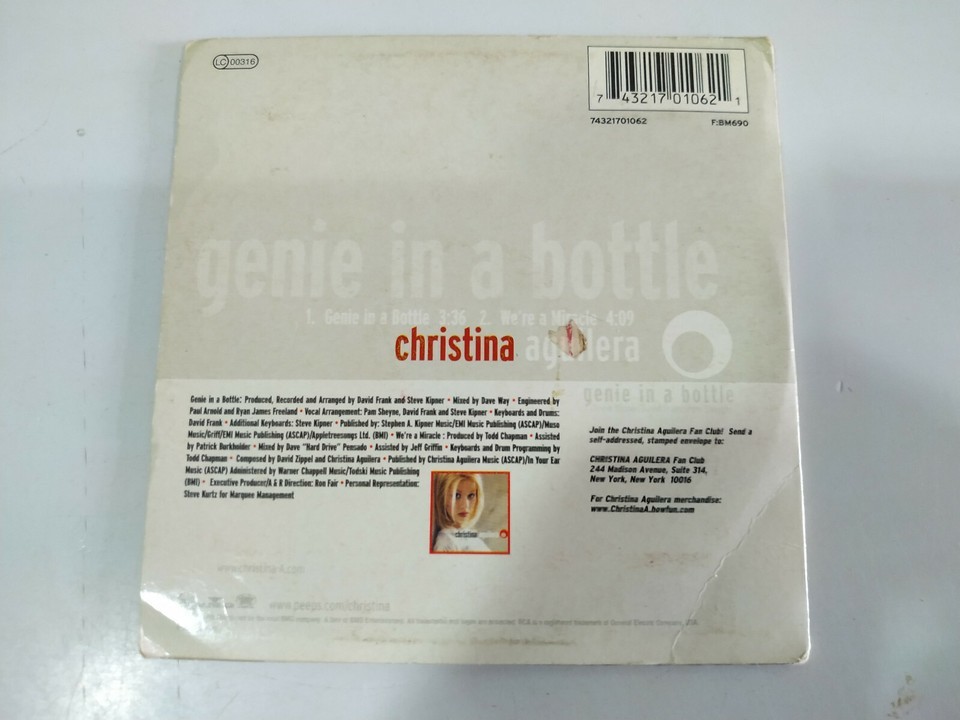 LC 00316
7 43217 01062 1
74321701062 F:BM690
genie in a bottle
1. Genie in a Bottle 3:36 2. We're a Miracle 4:09
christina aguilera
genie in a bottle
Genie in a Bottle: Produced, Recorded and Arranged by David Frank and Steve Kipner • Mixed by Dave Way • Engineered by
Paul Arnold and Ryan James Freeland • Vocal Arrangement: Pam Sheyne, David Frank and Steve Kipner • Keyboards and Drums:
David Frank • Additional Keyboards: Steve Kipner • Published by: Stephen A. Kipner Music/EMI Music Publishing (ASCAP)/Muso
Music/Griff/EMI Music Publishing (ASCAP)/Appletreesongs Ltd. (BMI) • We're a Miracle : Produced by Todd Chapman • Assisted
by Patrick Burkholder • Mixed by Dave "Hard Drive" Pensado • Assisted by Jeff Griffin • Keyboards and Drum Programming by
Todd Chapman • Composed by David Zippel and Christina Aguilera • Published by Christina Aguilera Music (ASCAP)/In Your Ear
Music (ASCAP) Administered by Warner Chappell Music/Todski Music Publishing
(BMI) • Executive Producer/A & R Direction: Ron Fair • Personal Representation:
Steve Kurtz for Marquee Management
christina
Join the Christina Aguilera Fan Club! Send a
self-addressed, stamped envelope to:
CHRISTINA AGUILERA Fan Club
244 Madison Avenue, Suite 314,
New York, New York 10016
For Christina Aguilera merchandise:
www.ChristinaA.bowfun.com
www.christina-a.com
www.peeps.com/christina